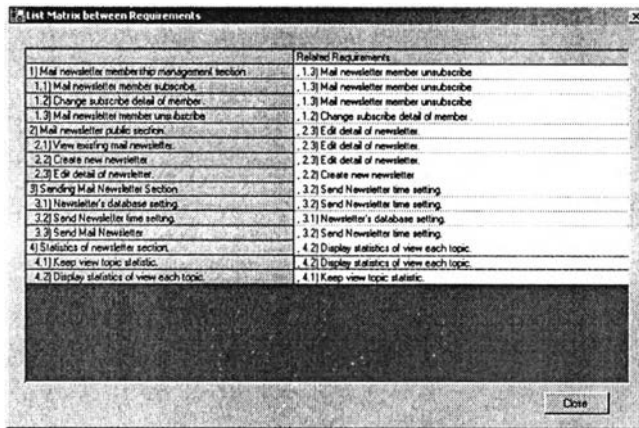 List Matrix between Requirements
Related Requirements
1) Mail newsletter membership management section , 1.3) Mail newsletter member unsubscribe
1.1) Mail newsletter member subscribe. , 1.3) Mail newsletter member unsubscribe
1.2) Change subscribe detail of member. , 1.3) Mail newsletter member unsubscribe
1.3) Mail newsletter member unsubscribe , 1.2) Change subscribe detail of member.
2) Mail newsletter public section. , 2.3) Edit detail of newsletter.
2.1) View existing mail newsletter. , 2.3) Edit detail of newsletter.
2.2) Create new newsletter , 2.3) Edit detail of newsletter.
2.3) Edit detail of newsletter. , 2.2) Create new newsletter
3) Sending Mail Newsletter Section , 3.2) Send Newsletter time setting.
3.1) Newsletter's database setting. , 3.2) Send Newsletter time setting.
3.2) Send Newsletter time setting. , 3.1) Newsletter's database setting.
3.3) Send Mail Newsletter , 3.2) Send Newsletter time setting.
4) Statistics of newsletter section. , 4.2) Display statistics of view each topic.
4.1) Keep view topic statistic. , 4.2) Display statistics of view each topic.
4.2) Display statistics of view each topic. , 4.1) Keep view topic statistic.
Close